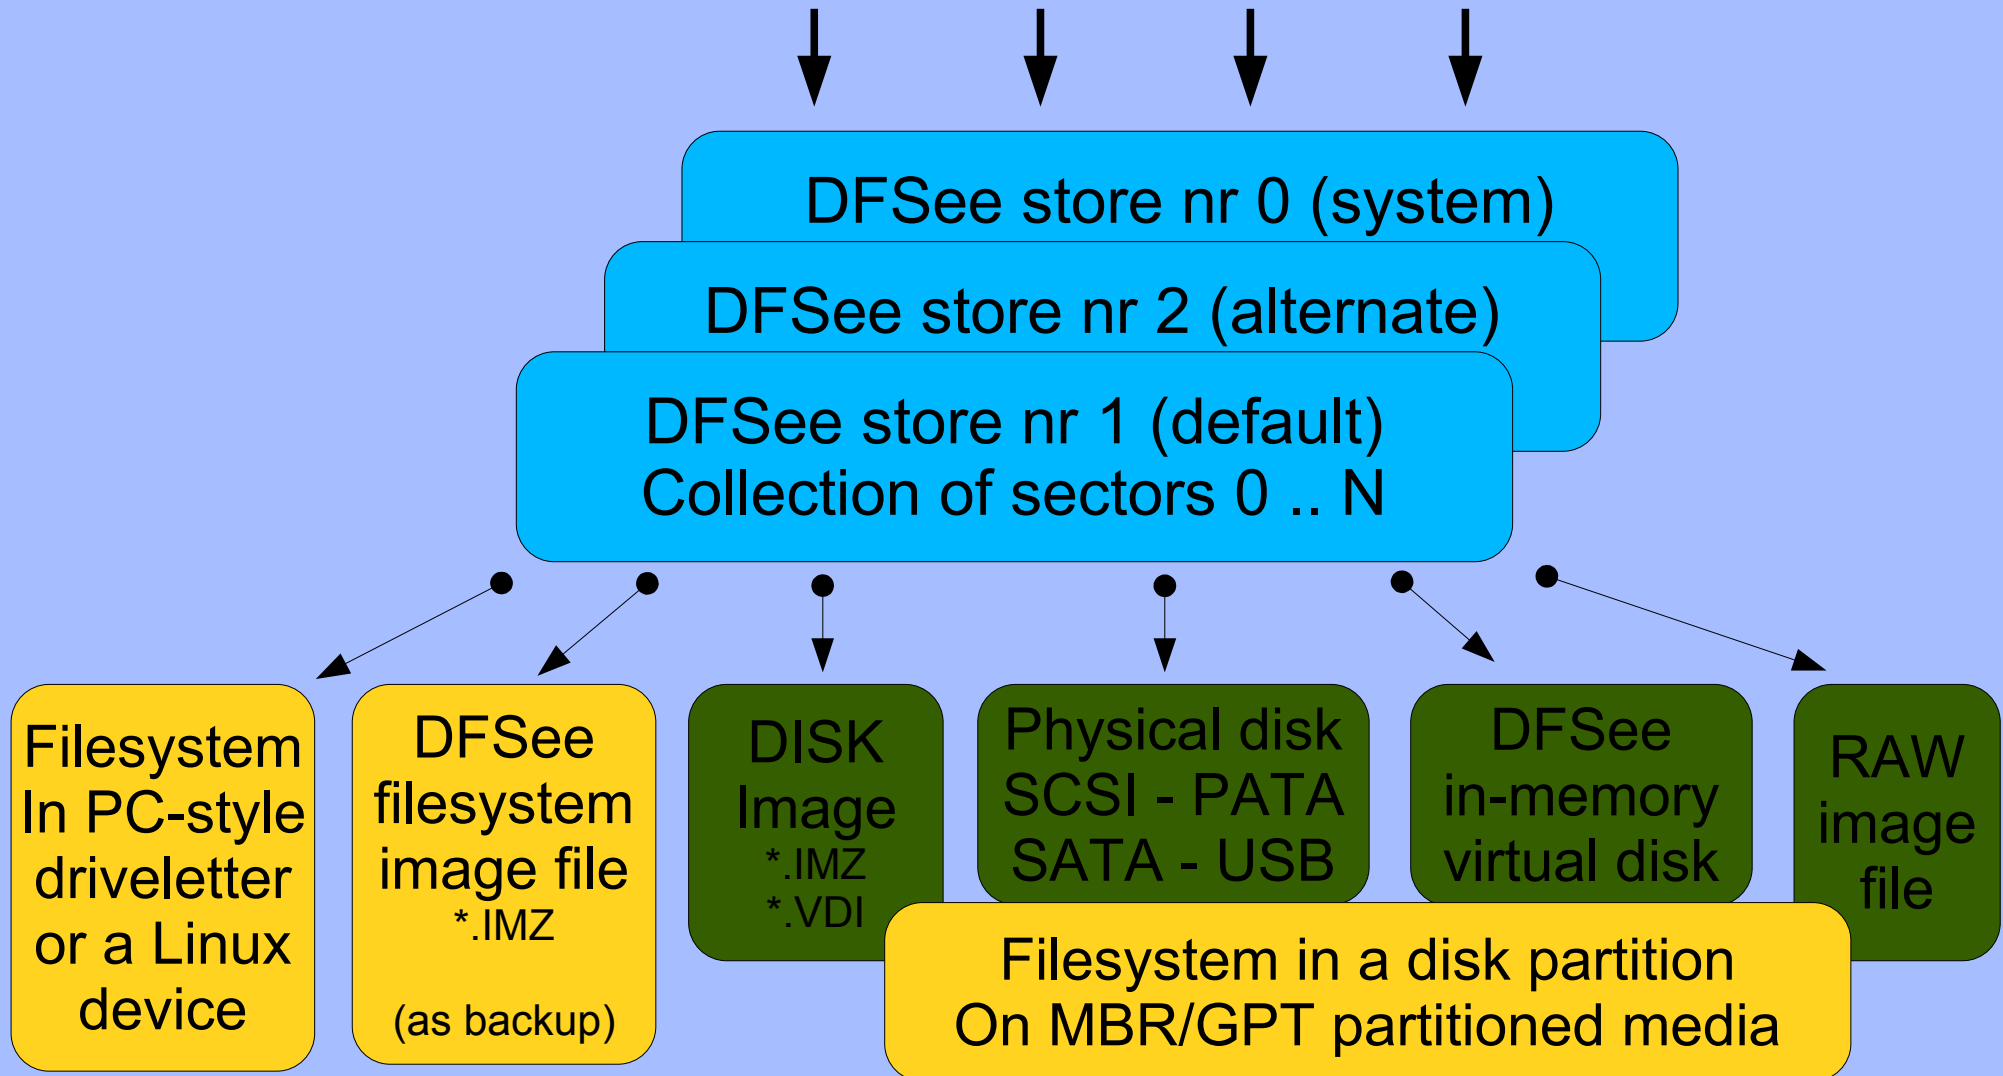 DFSee store nr 0 (system)
DFSee store nr 2 (alternate)
DFSee store nr 1 (default)
Collection of sectors 0 .. N
Filesystem
In PC-style
driveletter
or a Linux
device
DFSee
filesystem
image file
*.IMZ
(as backup)
DISK
Image
*.IMZ
*.VDI
Physical disk
SCSI - PATA
SATA - USB
DFSee
in-memory
virtual disk
RAW
image
file
Filesystem in a disk partition
On MBR/GPT partitioned media